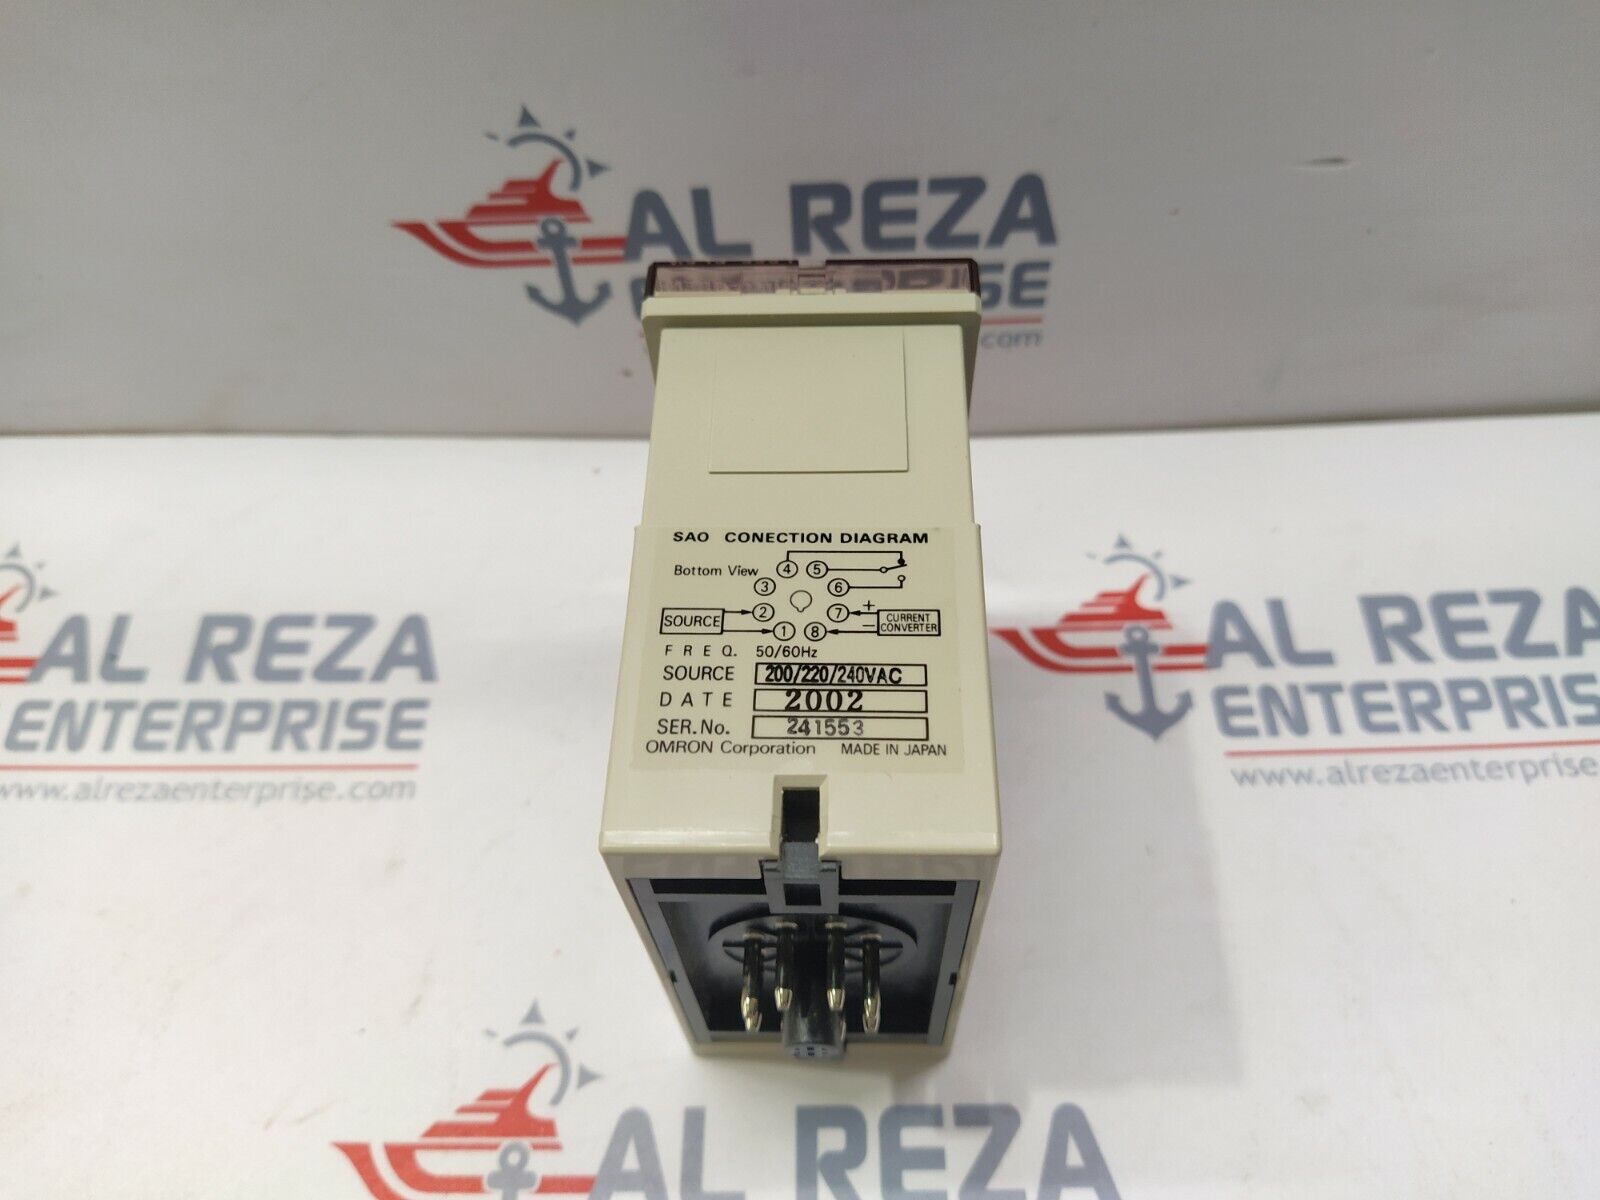 AL REZA
ENTERPRISE
.com
SAO CONECTION DIAGRAM
Bottom View 4 5
3 6
SOURCE 2 7 + CURRENT
1 8 − CONVERTER
FREQ. 50/60Hz
SOURCE 200/220/240VAC
DATE 2002
SER.No. 241553
OMRON Corporation MADE IN JAPAN
AL REZA
ENTERPRISE
www.alrezaenterprise.com
AL REZA
ENTERPRIS
www.alrezaenterprise.
AL REZA